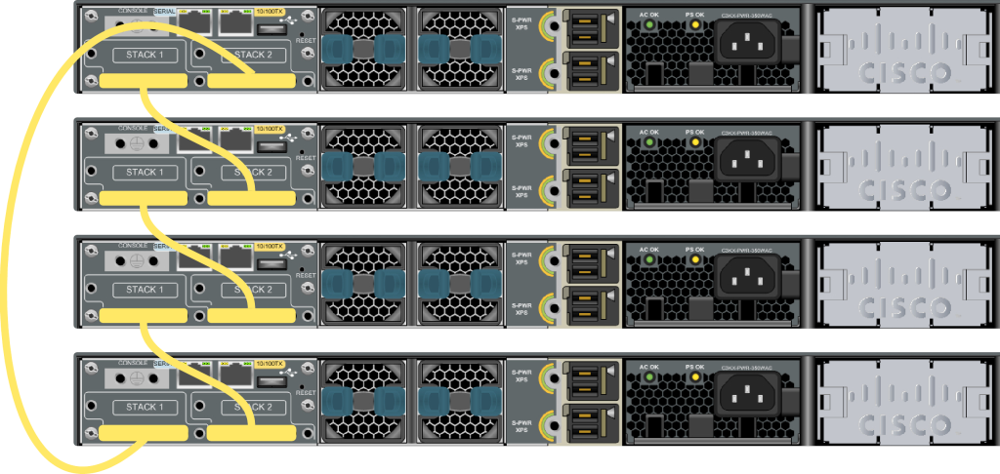 CONSOLE SERIAL 10/100TX
RESET
STACK 1 STACK 2
S-PWR
XPS
S-PWR
XPS
AC OK PS OK C3KX-PWR-350WAC
CISCO
CONSOLE 10/100TX
RESET
STACK 1 STACK 2
S-PWR
XPS
S-PWR
XPS
AC OK PS OK C3KX-PWR-350WAC
CISCO
CONSOLE 10/100TX
RESET
STACK 1 STACK 2
S-PWR
XPS
S-PWR
XPS
AC OK PS OK C3KX-PWR-350WAC
CISCO
CONSOLE 10/100TX
RESET
STACK 1 STACK 2
S-PWR
XPS
S-PWR
XPS
AC OK PS OK C3KX-PWR-350WAC
CISCO